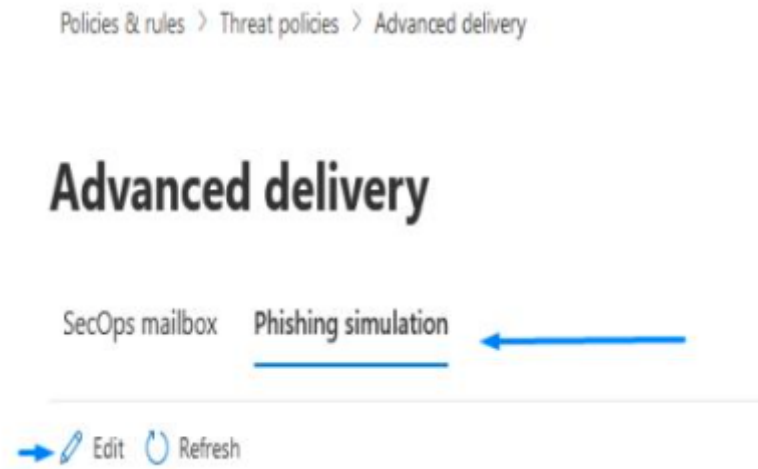 Policies & rules > Threat policies > Advanced delivery
Advanced delivery
SecOps mailbox Phishing simulation
Edit Refresh